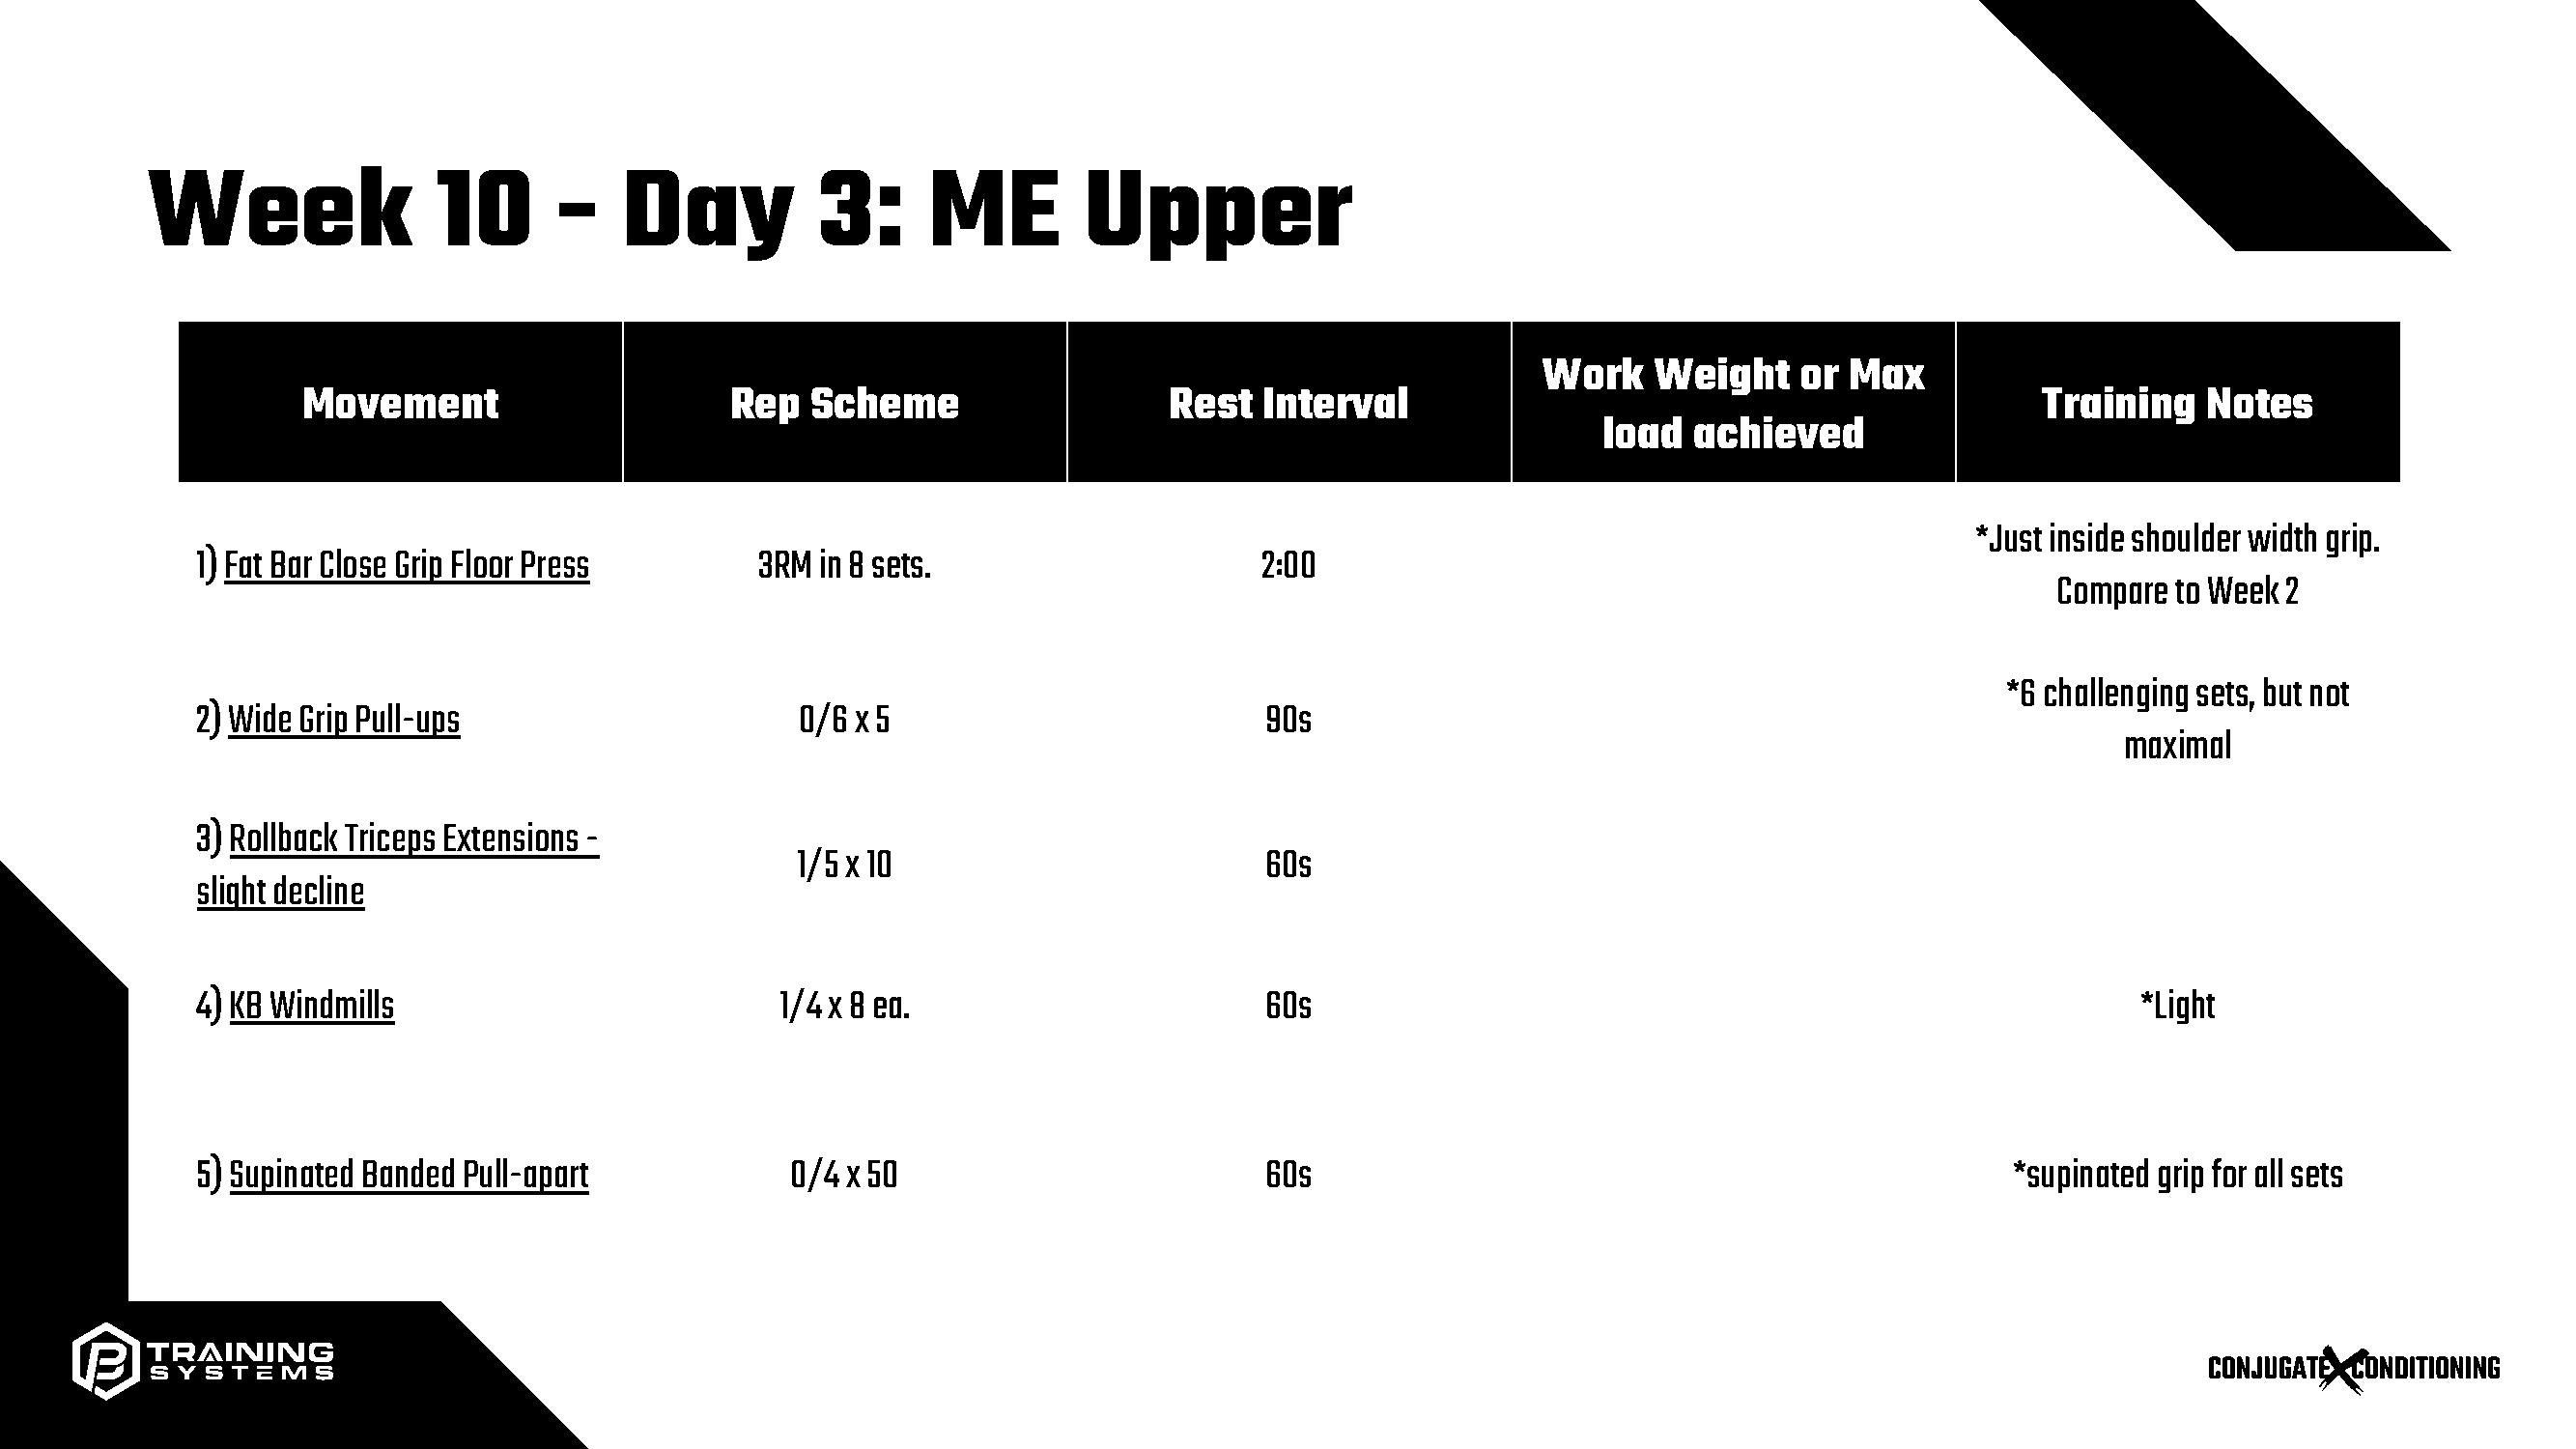 Week 10 - Day 3: ME Upper
Movement
Rep Scheme
Rest Interval
Work Weight or Max
load achieved
Training Notes
1) Fat Bar Close Grip Floor Press
3RM in 8 sets.
2:00
*Just inside shoulder width grip.
Compare to Week 2
2) Wide Grip Pull-ups
0/6 x 5
90s
*6 challenging sets, but not
maximal
3) Rollback Triceps Extensions -
slight decline
1/5 x 10
60s
4) KB Windmills
1/4 x 8 ea.
60s
*Light
5) Supinated Banded Pull-apart
0/4 x 50
60s
*supinated grip for all sets
TRAINING
SYSTEMS
CONJUGATE X CONDITIONING